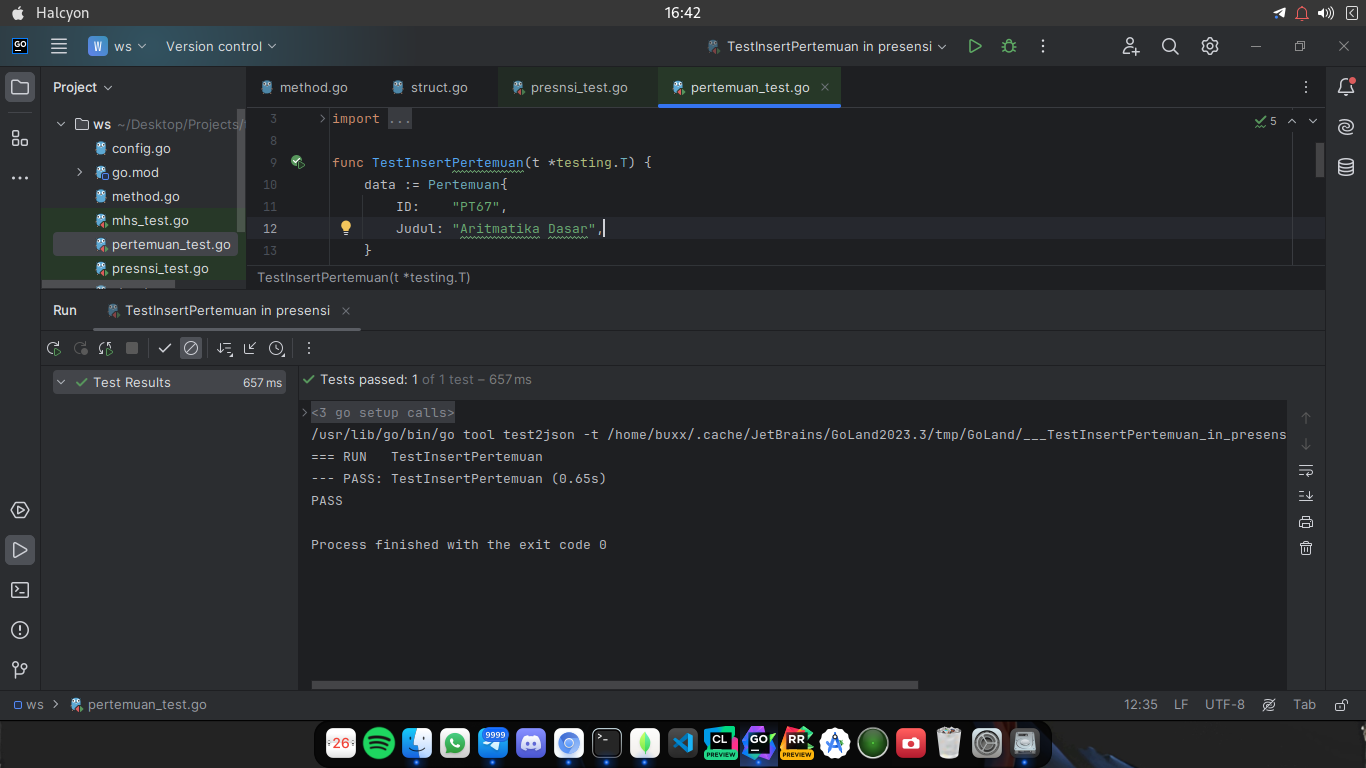 Halcyon
16:42
GO
W ws
Version control
TestInsertPertemuan in presensi
Project
method.go
struct.go
presnsi_test.go
pertemuan_test.go
ws ~/Desktop/Projects/
config.go
go.mod
method.go
mhs_test.go
pertemuan_test.go
presnsi_test.go
3 import ...
5
8
9 func TestInsertPertemuan(t *testing.T) {
10 data := Pertemuan{
11 ID: "PT67",
12 Judul: "Aritmatika Dasar",
13 }
TestInsertPertemuan(t *testing.T)
Run
TestInsertPertemuan in presensi
Test Results 657 ms
Tests passed: 1 of 1 test – 657 ms
<3 go setup calls>
/usr/lib/go/bin/go tool test2json -t /home/buxx/.cache/JetBrains/GoLand2023.3/tmp/GoLand/___TestInsertPertemuan_in_presens
=== RUN TestInsertPertemuan
--- PASS: TestInsertPertemuan (0.65s)
PASS
Process finished with the exit code 0
ws
pertemuan_test.go
12:35
LF
UTF-8
Tab
26
9999
CL
PREVIEW
GO
RR
PREVIEW